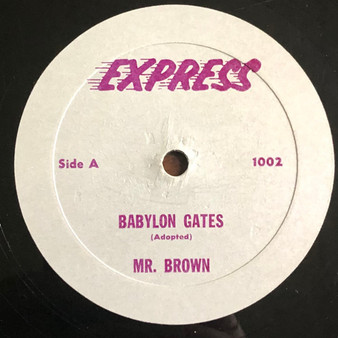 EXPRESS
Side A 1002
BABYLON GATES
(Adopted)
MR. BROWN